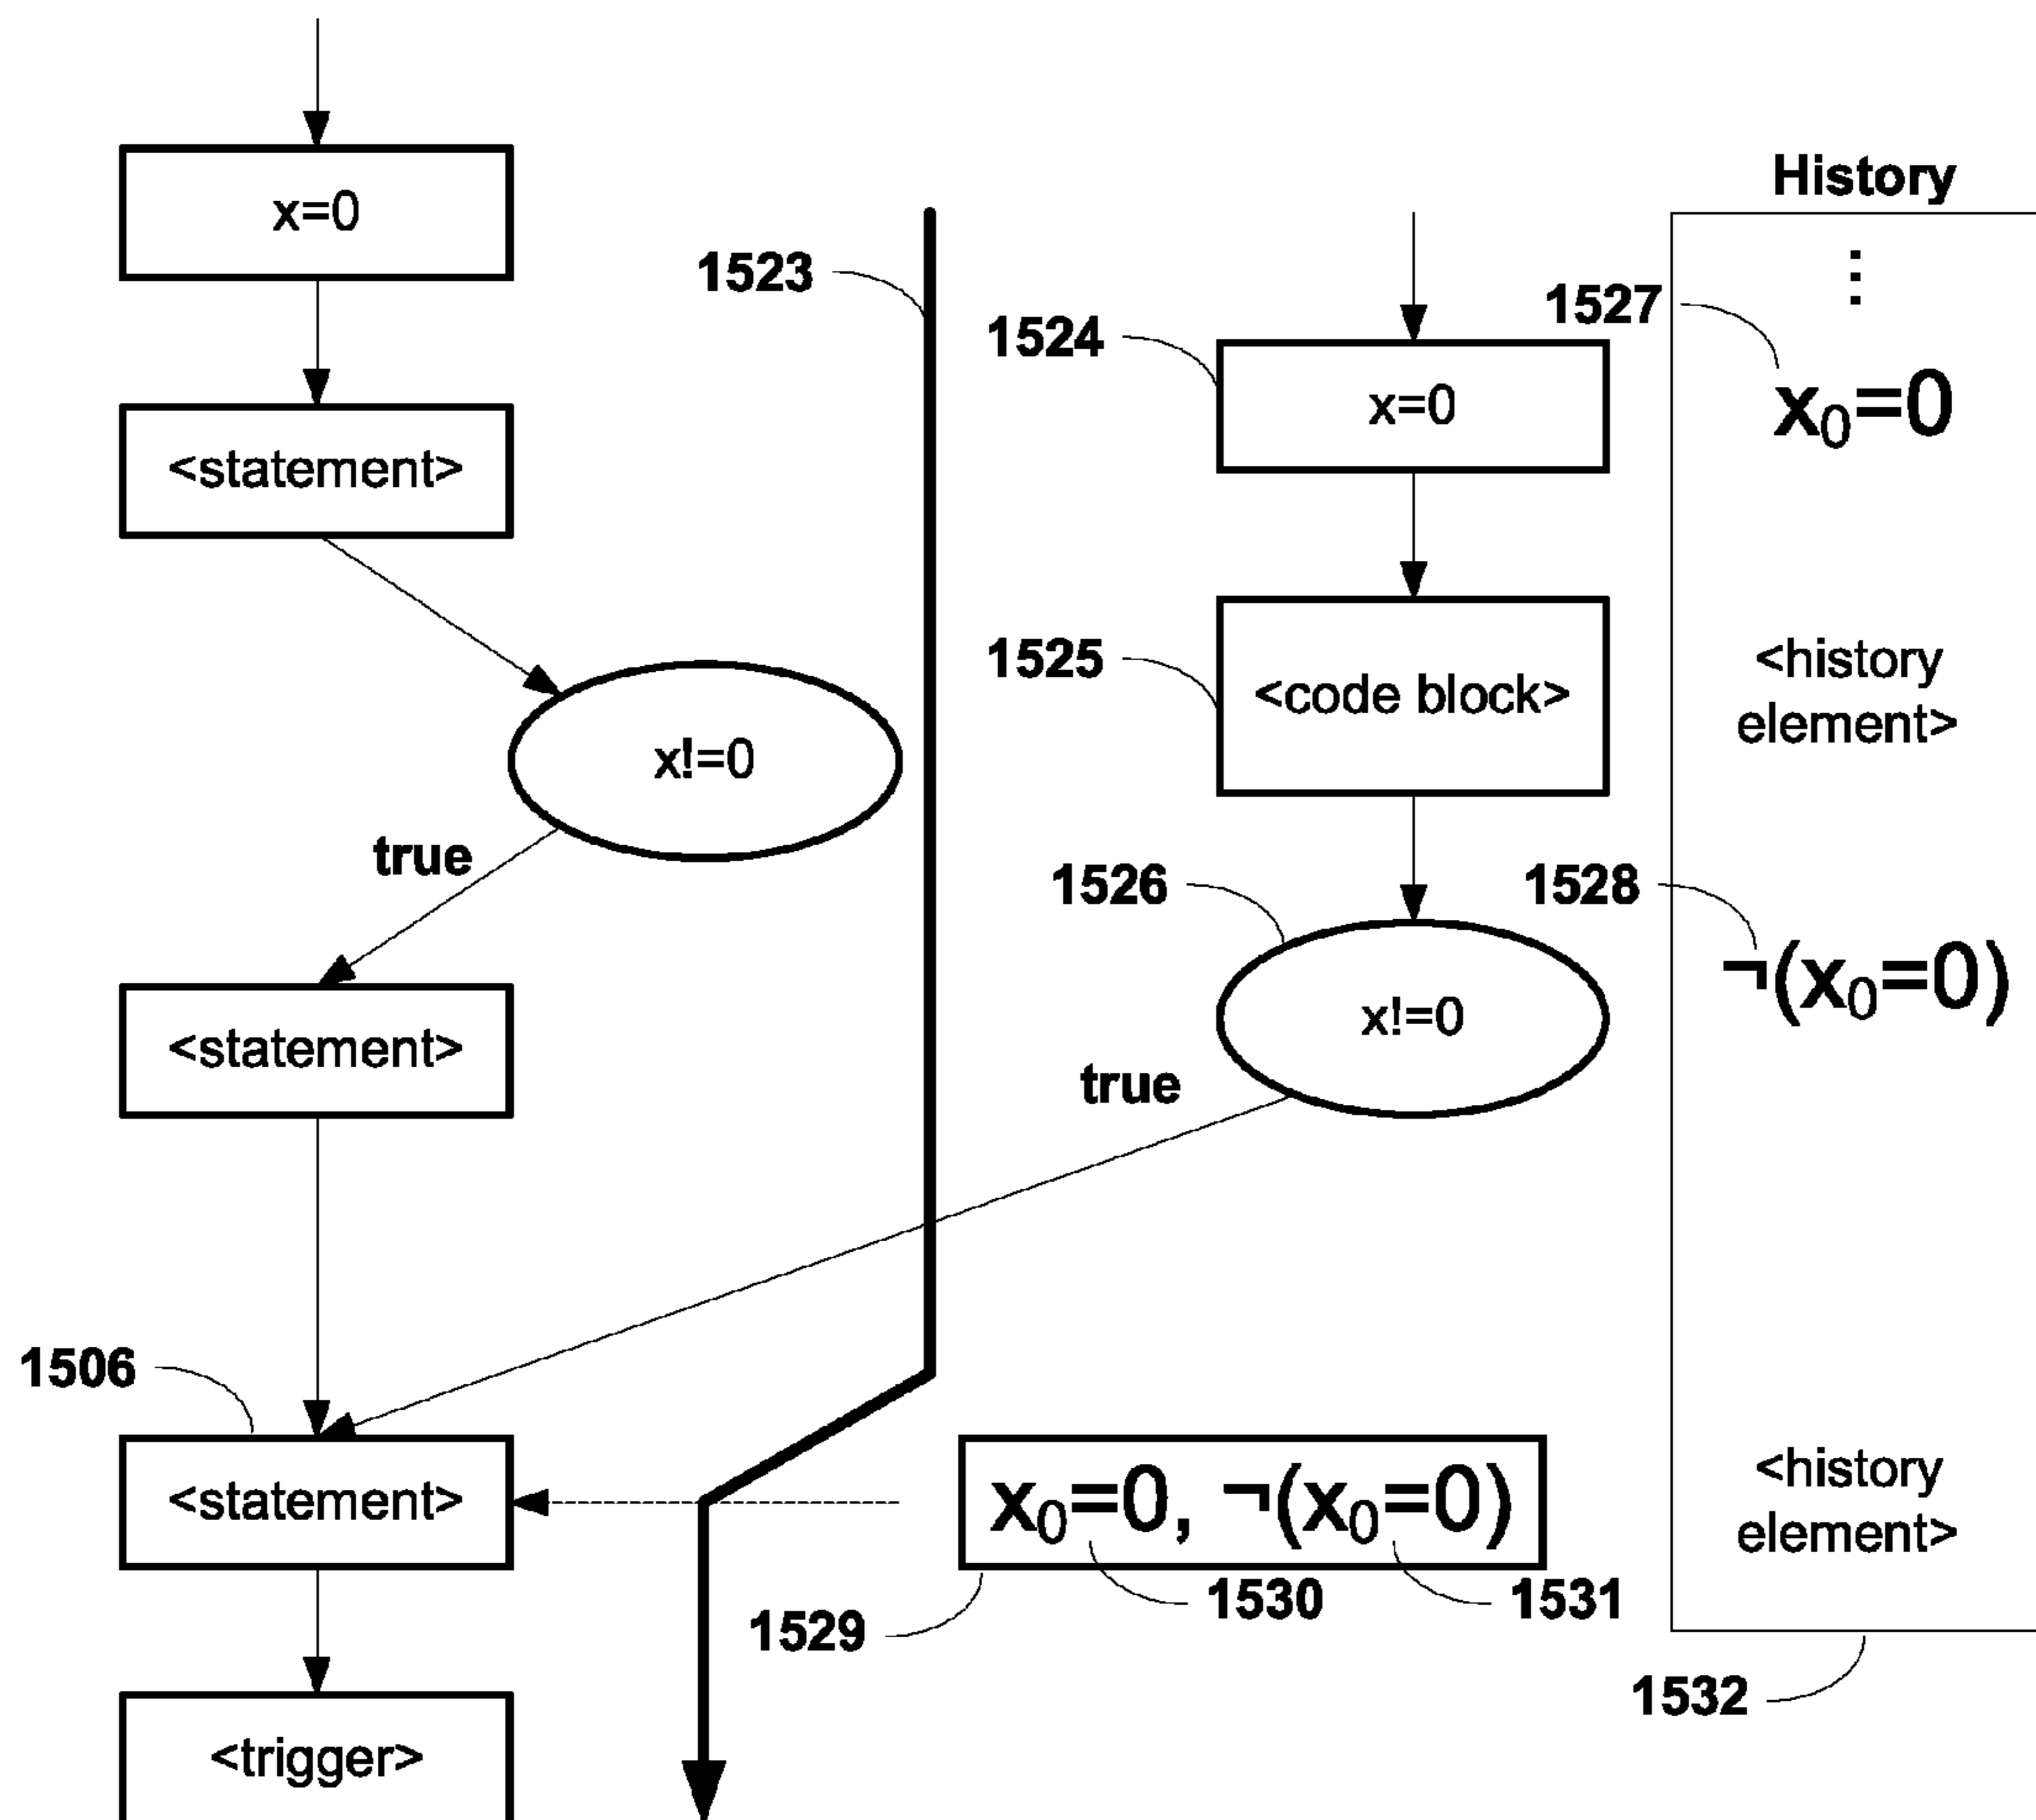 History
x=0
1523
1527
1524
x=0
x₀=0
<statement>
1525
<code block>
<history
element>
x!=0
true
1526
1528
x!=0
¬(x₀=0)
<statement>
true
1506
<statement>
x₀=0, ¬(x₀=0)
<history
element>
1530
1531
1529
1532
<trigger>